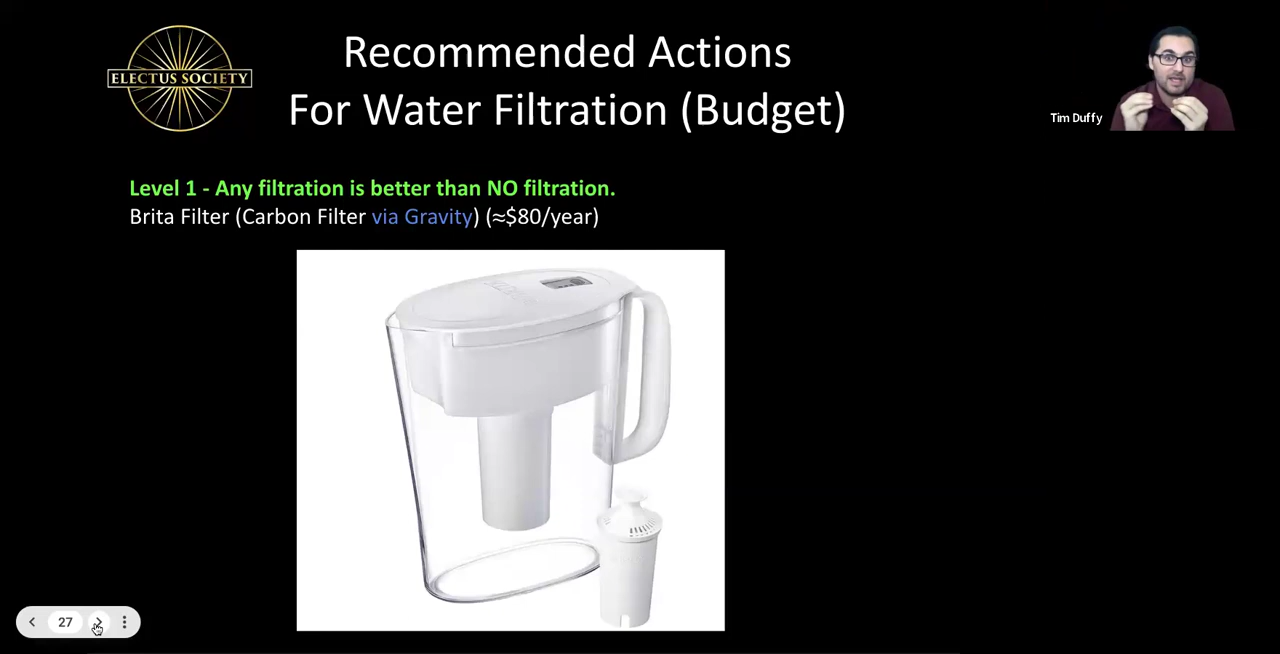 ELECTUS SOCIETY
Recommended Actions
For Water Filtration (Budget)
Tim Duffy
Level 1 - Any filtration is better than NO filtration.
Brita Filter (Carbon Filter via Gravity) (≈$80/year)
27